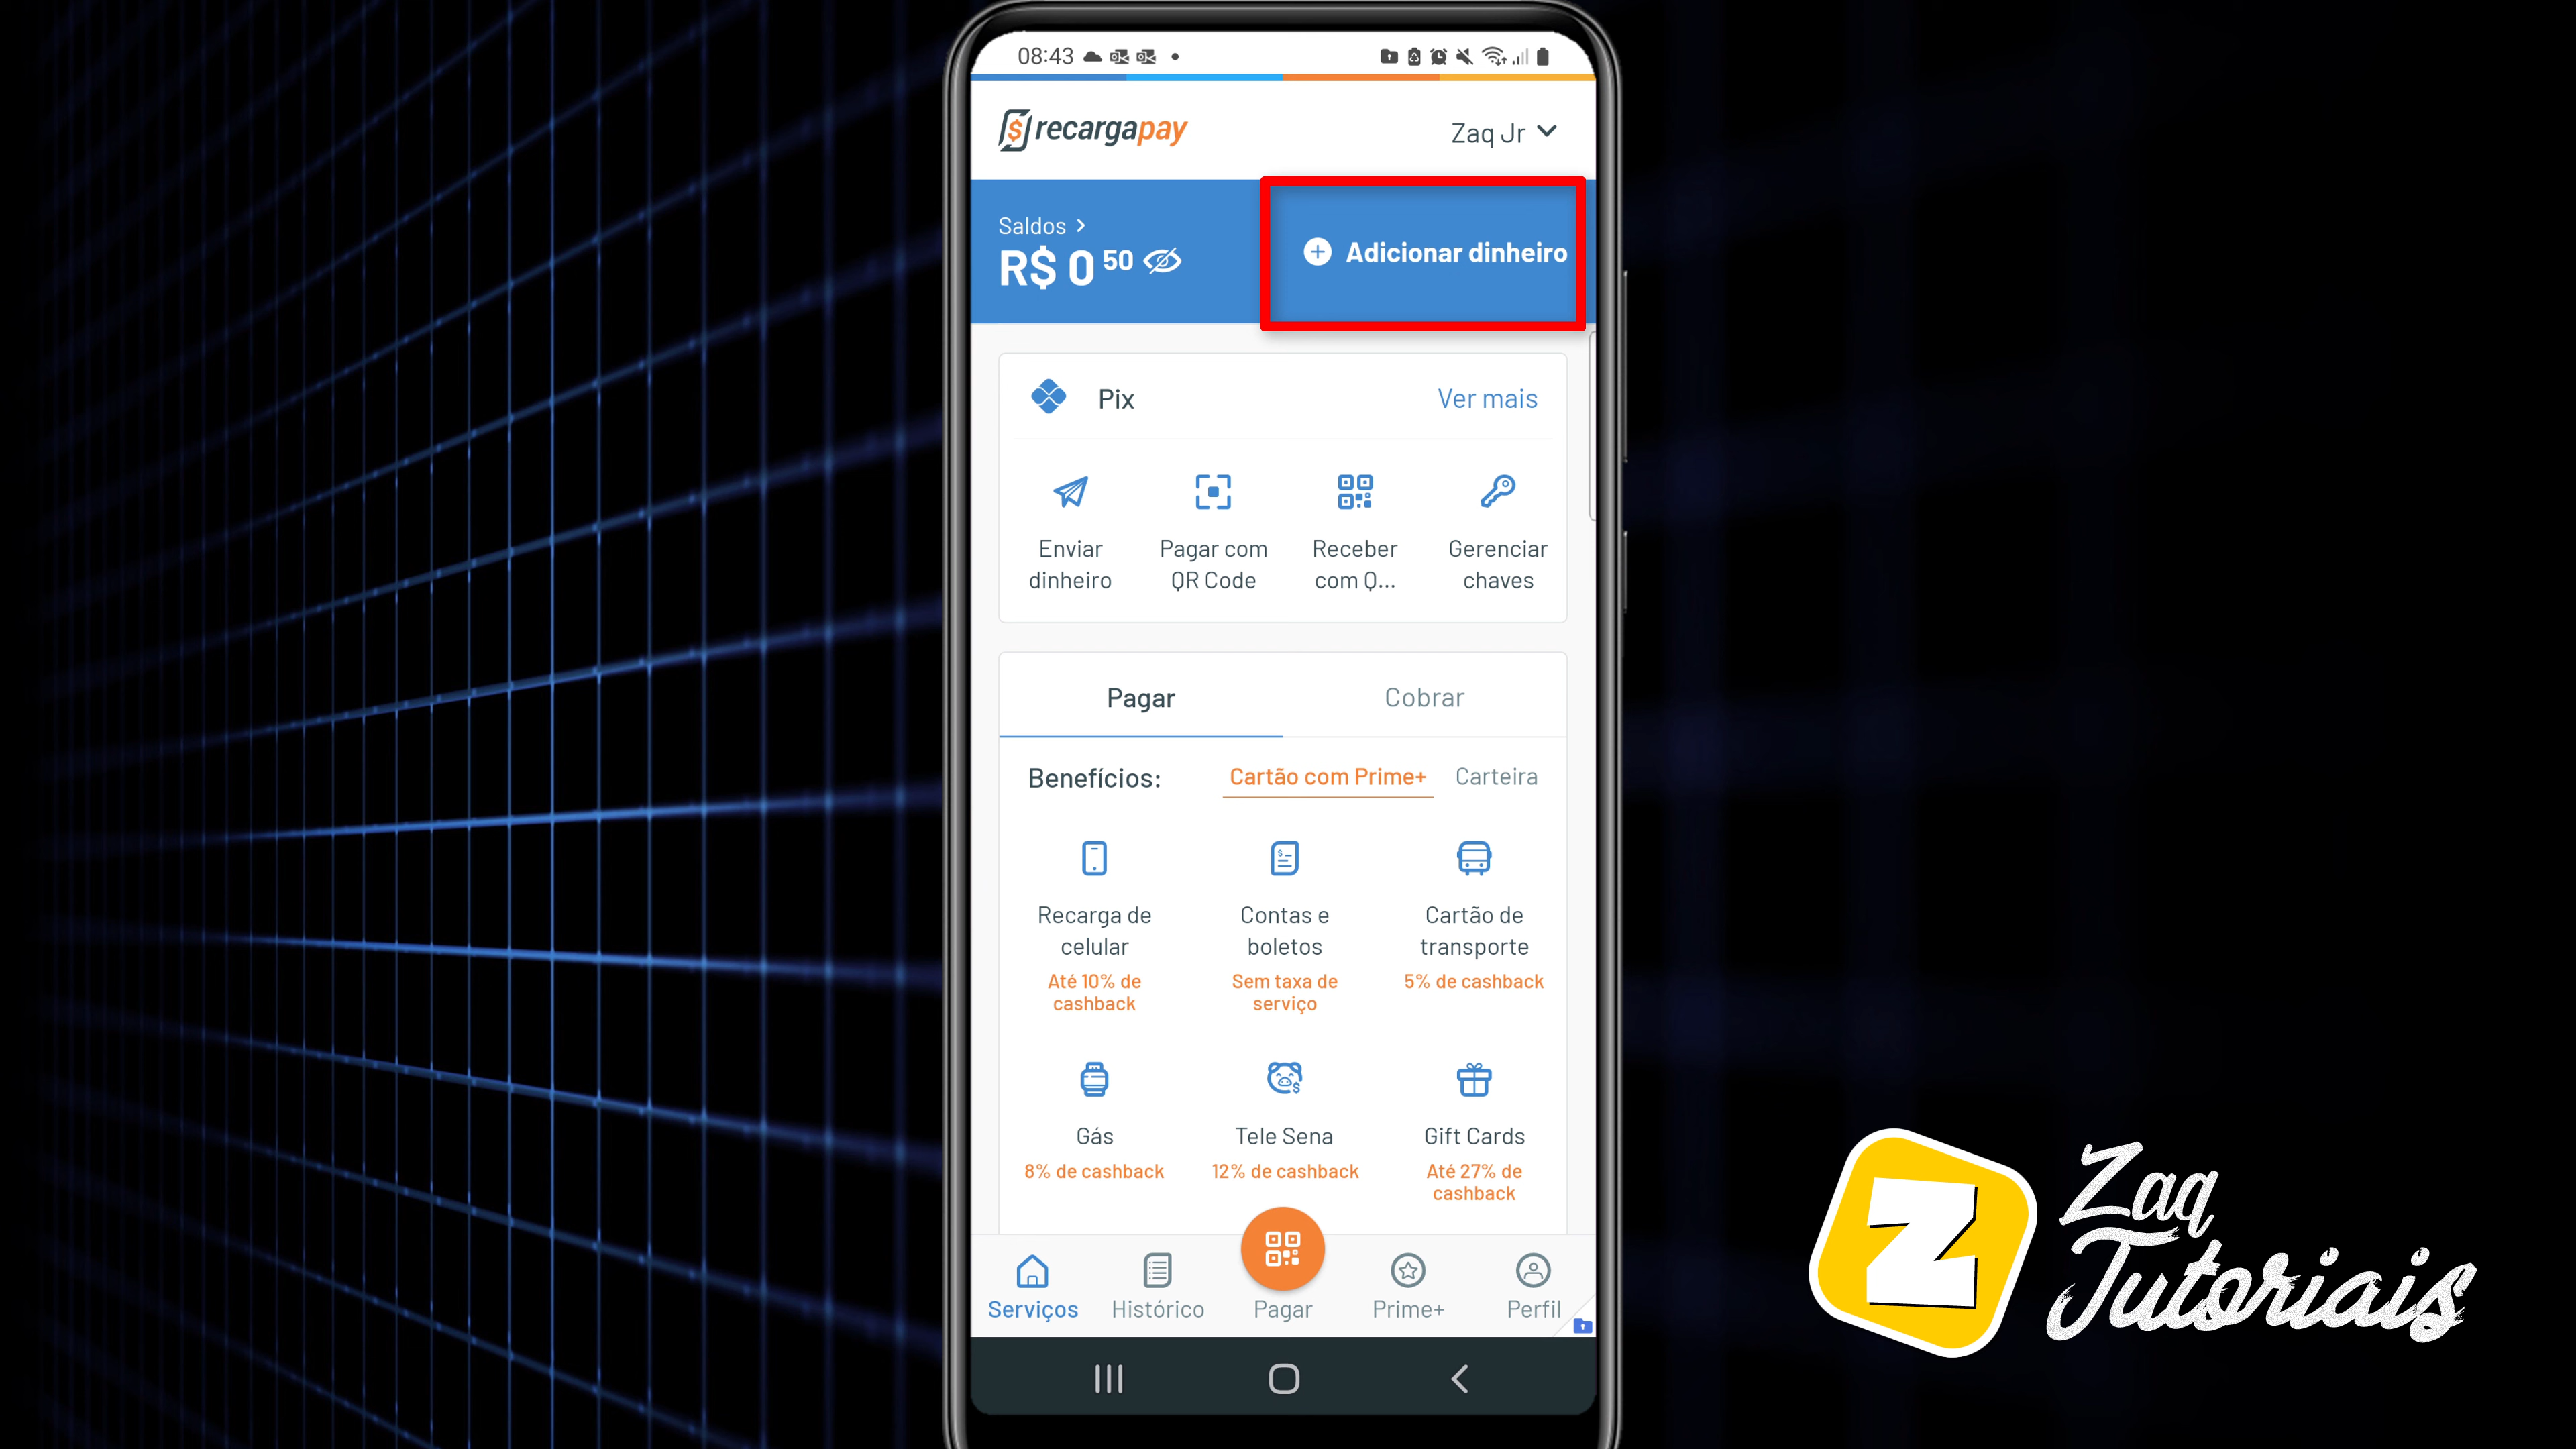 08:43
recargapay
Zaq Jr
Saldos
R$ 0 50
Adicionar dinheiro
Pix
Ver mais
Enviar dinheiro
Pagar com QR Code
Receber com Q...
Gerenciar chaves
Pagar
Cobrar
Benefícios:
Cartão com Prime+
Carteira
Recarga de celular
Até 10% de cashback
Contas e boletos
Sem taxa de serviço
Cartão de transporte
5% de cashback
Gás
8% de cashback
Tele Sena
12% de cashback
Gift Cards
Até 27% de cashback
Serviços
Histórico
Pagar
Prime+
Perfil
Z
Zaq
Tutoriais